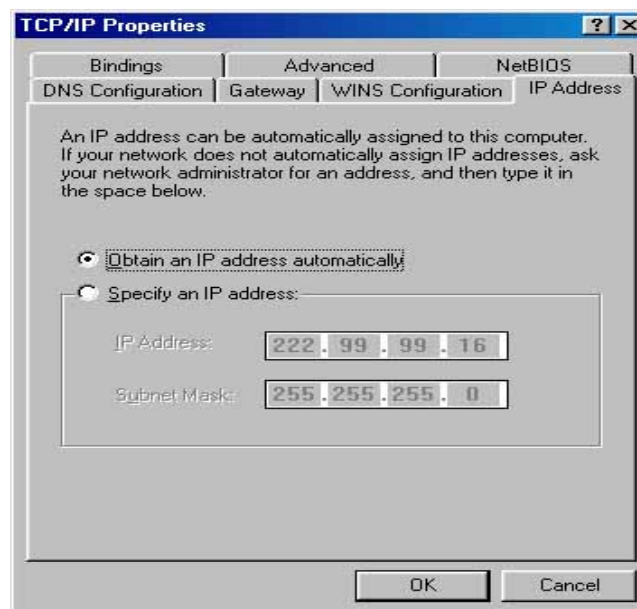 TCP/IP Properties
Bindings Advanced NetBIOS
DNS Configuration Gateway WINS Configuration IP Address
An IP address can be automatically assigned to this computer.
If your network does not automatically assign IP addresses, ask
your network administrator for an address, and then type it in
the space below.
Obtain an IP address automatically
Specify an IP address:
IP Address: 222 . 99 . 99 . 16
Subnet Mask: 255 . 255 . 255 . 0
OK Cancel